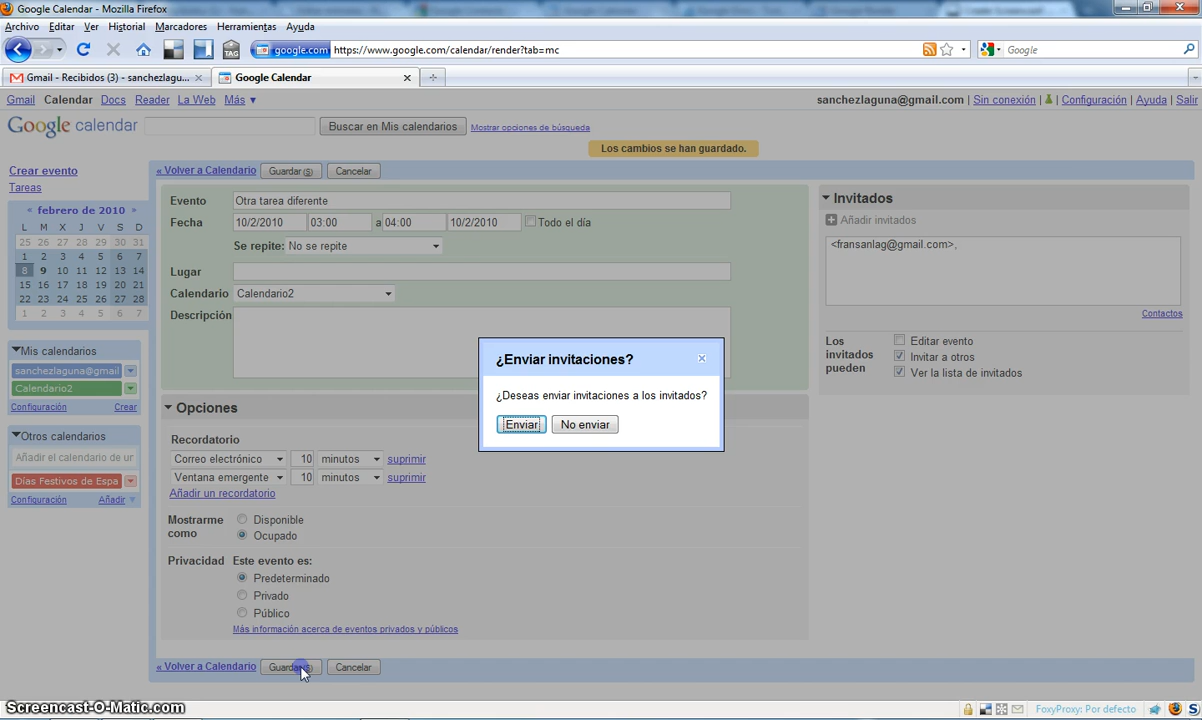 Google Calendar - Mozilla Firefox
Archivo Editar Ver Historial Marcadores Herramientas Ayuda
TAG google.com https://www.google.com/calendar/render?tab=mc Google
Gmail - Recibidos (3) - sanchezlagu... Google Calendar
Gmail Calendar Docs Reader La Web Más ▼ sanchezlaguna@gmail.com | Sin conexión | | Configuración | Ayuda | Salir
Google calendar Buscar en Mis calendarios Mostrar opciones de búsqueda
Los cambios se han guardado.
Crear evento
Tareas
« febrero de 2010 »
L M X J V S D
25 26 27 28 29 30 31
1 2 3 4 5 6 7
8 9 10 11 12 13 14
15 16 17 18 19 20 21
22 23 24 25 26 27 28
1 2 3 4 5 6 7
Mis calendarios
sanchezlaguna@gmail
Calendario2
Configuración Crear
Otros calendarios
Añadir el calendario de un
Días Festivos de Espa
Configuración Añadir ▼
« Volver a Calendario Guardar (S) Cancelar
Evento Otra tarea diferente
Fecha 10/2/2010 03:00 a 04:00 10/2/2010 Todo el día
Se repite: No se repite
Lugar
Calendario Calendario2
Descripción
Opciones
Recordatorio
Correo electrónico 10 minutos suprimir
Ventana emergente 10 minutos suprimir
Añadir un recordatorio
Mostrarme como Disponible
Ocupado
Privacidad Este evento es:
Predeterminado
Privado
Público
Más información acerca de eventos privados y públicos
« Volver a Calendario Guardar (S) Cancelar
Invitados
Añadir invitados
<fransanlag@gmail.com>,
Contactos
Los invitados pueden
Editar evento
Invitar a otros
Ver la lista de invitados
¿Enviar invitaciones?
¿Deseas enviar invitaciones a los invitados?
Enviar No enviar
Screencast-O-Matic.com
FoxyProxy: Por defecto S